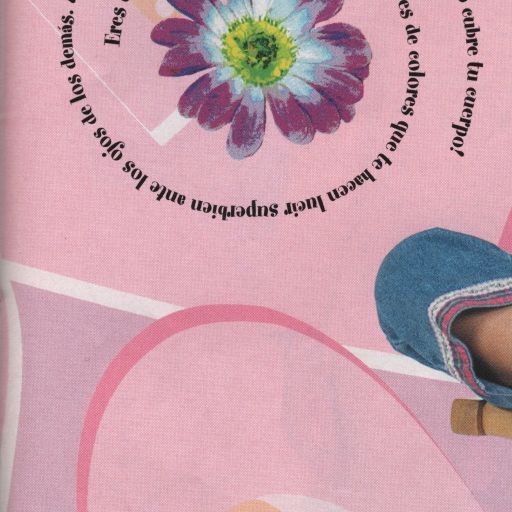 Eres
es de colores que te hacen lucir superbien ante los ojos de los demás.
cubre tu cuerpo!